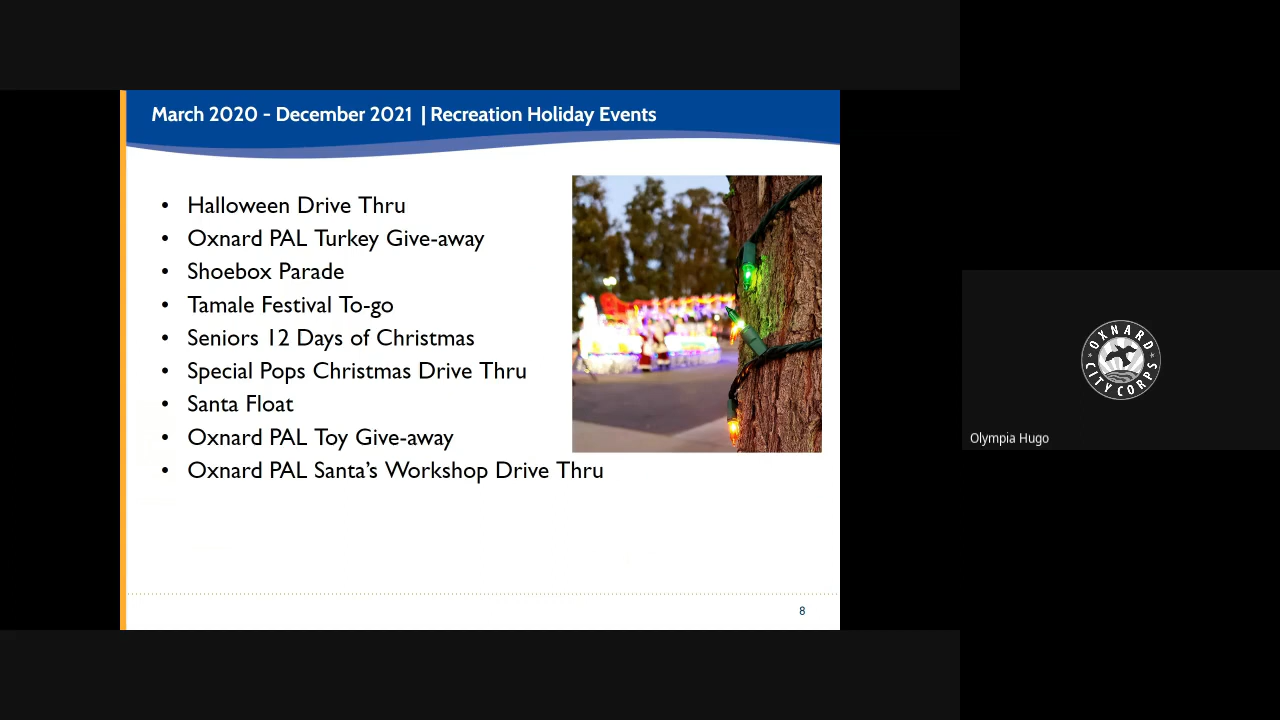 March 2020 - December 2021 | Recreation Holiday Events
• Halloween Drive Thru
• Oxnard PAL Turkey Give-away
• Shoebox Parade
• Tamale Festival To-go
• Seniors 12 Days of Christmas
• Special Pops Christmas Drive Thru
• Santa Float
• Oxnard PAL Toy Give-away
• Oxnard PAL Santa's Workshop Drive Thru
8
OXNARD
CITY CORPS
Olympia Hugo